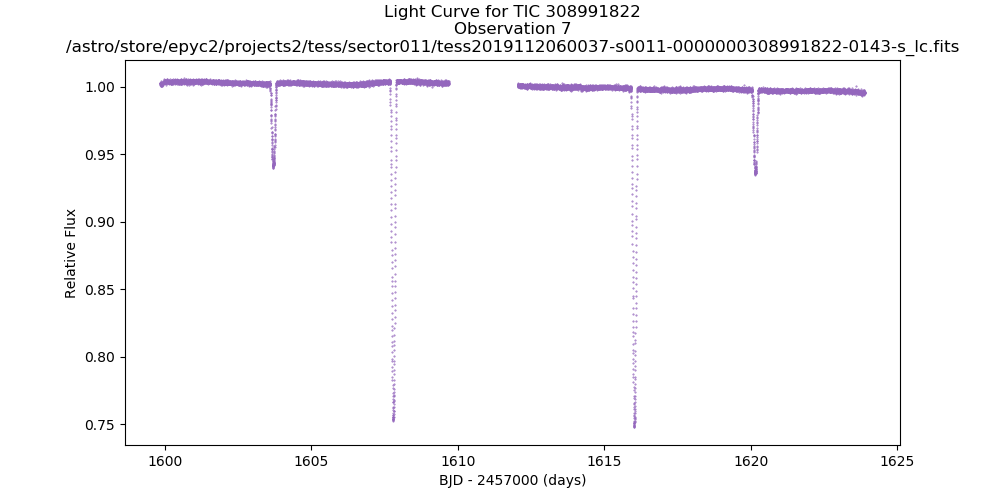 Light Curve for TIC 308991822
Observation 7
/astro/store/epyc2/projects2/tess/sector011/tess2019112060037-s0011-0000000308991822-0143-s_lc.fits
1.00
0.95
0.90
0.85
0.80
0.75
Relative Flux
1600
1605
1610
1615
1620
1625
BJD - 2457000 (days)